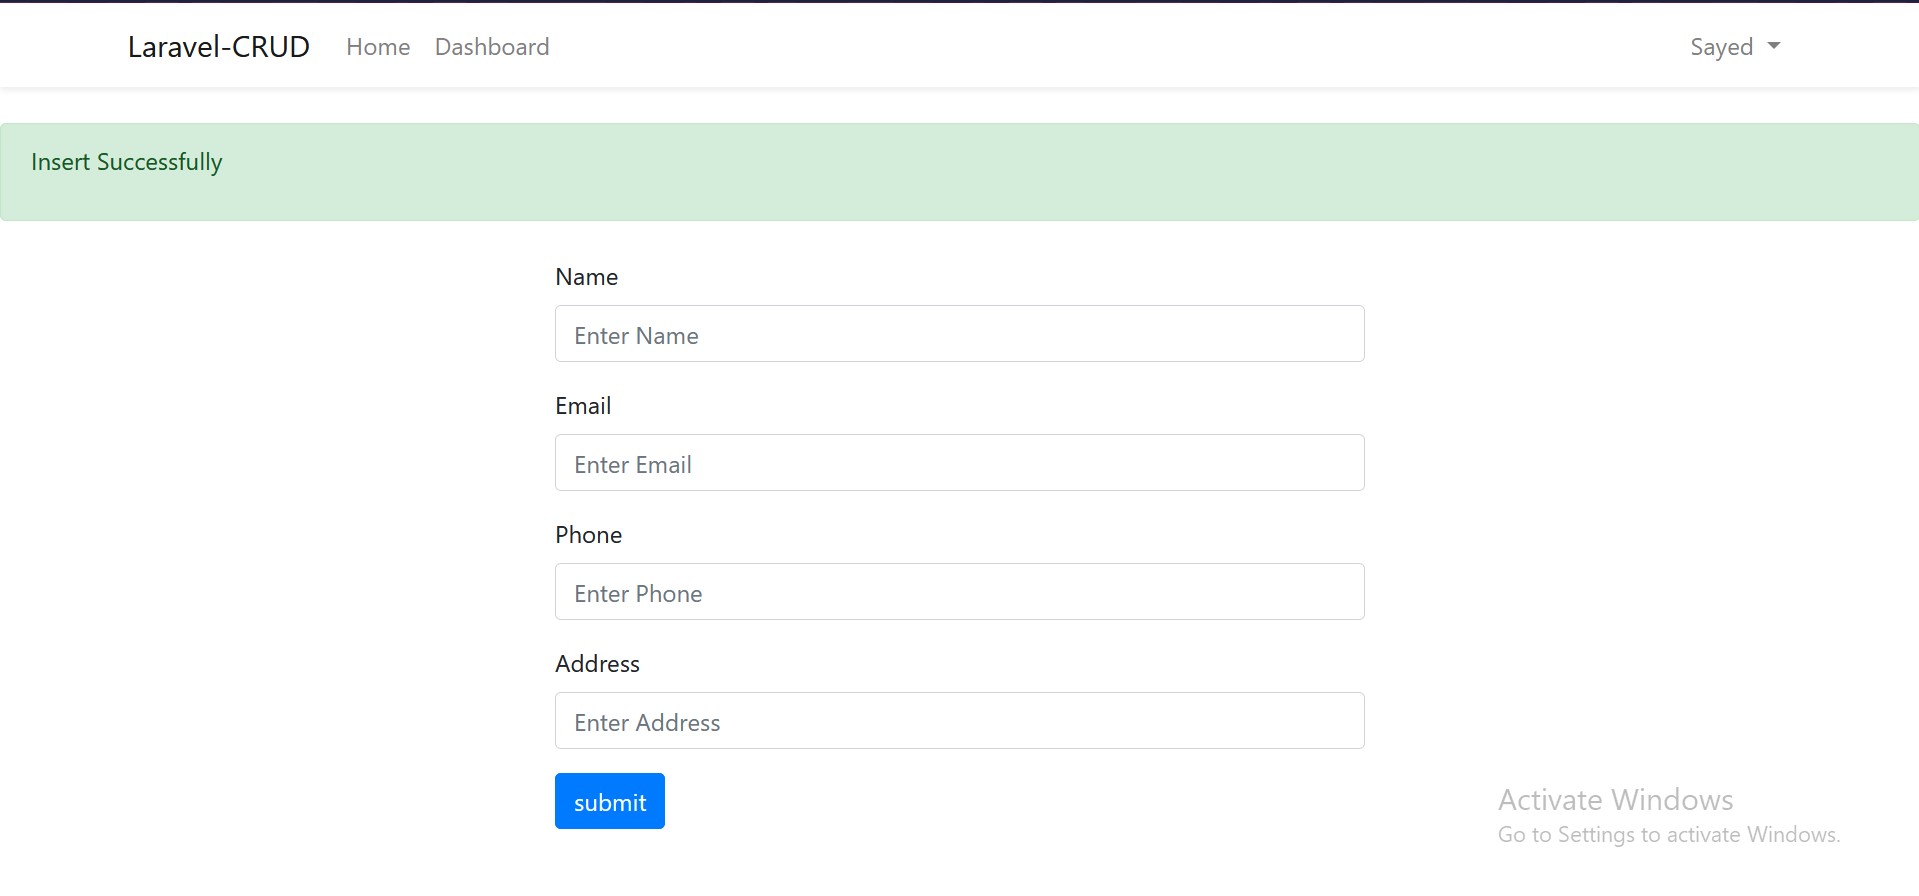 Laravel-CRUD Home Dashboard Sayed
Insert Successfully
Name
Enter Name
Email
Enter Email
Phone
Enter Phone
Address
Enter Address
submit
Activate Windows
Go to Settings to activate Windows.